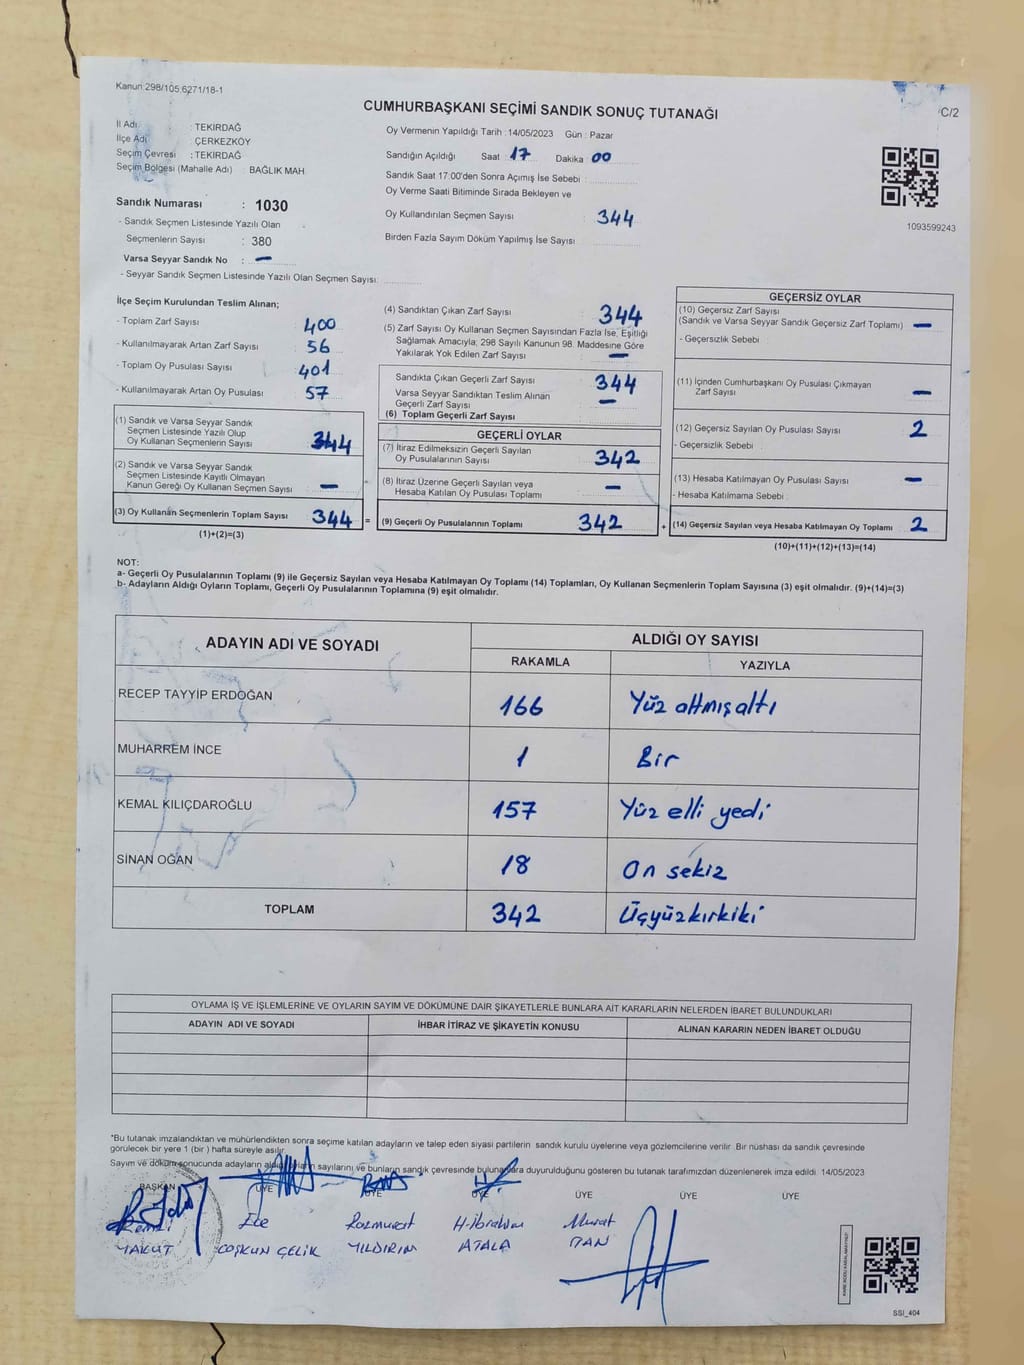 Kanun 298/105 6271/18-1
CUMHURBAŞKANI SEÇİMİ SANDIK SONUÇ TUTANAĞI
C/2
İl Adı : TEKİRDAĞ
İlçe Adı : ÇERKEZKÖY
Seçim Çevresi : TEKİRDAĞ
Seçim Bölgesi (Mahalle Adı) : BAĞLIK MAH
Sandık Numarası : 1030
- Sandık Seçmen Listesinde Yazılı Olan
Seçmenlerin Sayısı : 380
Varsa Seyyar Sandık No : —
- Seyyar Sandık Seçmen Listesinde Yazılı Olan Seçmen Sayısı:
Oy Vermenin Yapıldığı Tarih : 14/05/2023 Gün : Pazar
Sandığın Açıldığı Saat : 17 Dakika : 00
Sandık Saat 17:00'den Sonra Açımış İse Sebebi :
Oy Verme Saati Bitiminde Sırada Bekleyen ve
Oy Kullandırılan Seçmen Sayısı : 344
Birden Fazla Sayım Döküm Yapılmış İse Sayısı
1093599243
İlçe Seçim Kurulundan Teslim Alınan;
- Toplam Zarf Sayısı : 400
- Kullanılmayarak Artan Zarf Sayısı : 56
- Toplam Oy Pusulası Sayısı : 401
- Kullanılmayarak Artan Oy Pusulası : 57
(1) Sandık ve Varsa Seyyar Sandık
Seçmen Listesinde Yazılı Olup
Oy Kullanan Seçmenlerin Sayısı 344
(2) Sandık ve Varsa Seyyar Sandık
Seçmen Listesinde Kayıtlı Olmayan
Kanun Gereği Oy Kullanan Seçmen Sayısı —
(3) Oy Kullanan Seçmenlerin Toplam Sayısı 344 =
(1)+(2)=(3)
(4) Sandıktan Çıkan Zarf Sayısı : 344
(5) Zarf Sayısı Oy Kullanan Seçmen Sayısından Fazla İse, Eşitliği
Sağlamak Amacıyla; 298 Sayılı Kanunun 98. Maddesine Göre
Yakılarak Yok Edilen Zarf Sayısı : —
Sandıkta Çıkan Geçerli Zarf Sayısı : 344
Varsa Seyyar Sandıktan Teslim Alınan
Geçerli Zarf Sayısı : —
(6) Toplam Geçerli Zarf Sayısı :
GEÇERLİ OYLAR
(7) İtiraz Edilmeksizin Geçerli Sayılan
Oy Pusulalarının Sayısı : 342
(8) İtiraz Üzerine Geçerli Sayılan veya
Hesaba Katılan Oy Pusulası Toplamı : —
(9) Geçerli Oy Pusulalarının Toplamı 342 +
GEÇERSİZ OYLAR
(10) Geçersiz Zarf Sayısı
(Sandık ve Varsa Seyyar Sandık Geçersiz Zarf Toplamı) —
- Geçersizlik Sebebi
(11) İçinden Cumhurbaşkanı Oy Pusulası Çıkmayan
Zarf Sayısı —
(12) Geçersiz Sayılan Oy Pusulası Sayısı 2
- Geçersizlik Sebebi
(13) Hesaba Katılmayan Oy Pusulası Sayısı —
- Hesaba Katılmama Sebebi
(14) Geçersiz Sayılan veya Hesaba Katılmayan Oy Toplamı 2
(10)+(11)+(12)+(13)=(14)
NOT:
a- Geçerli Oy Pusulalarının Toplamı (9) ile Geçersiz Sayılan veya Hesaba Katılmayan Oy Toplamı (14) Toplamları, Oy Kullanan Seçmenlerin Toplam Sayısına (3) eşit olmalıdır. (9)+(14)=(3)
b- Adayların Aldığı Oyların Toplamı, Geçerli Oy Pusulalarının Toplamına (9) eşit olmalıdır.
ADAYIN ADI VE SOYADI ALDIĞI OY SAYISI
RAKAMLA YAZIYLA
RECEP TAYYİP ERDOĞAN 166 Yüz altmış altı
MUHARREM İNCE 1 Bir
KEMAL KILIÇDAROĞLU 157 Yüz elli yedi
SİNAN OĞAN 18 On sekiz
TOPLAM 342 Üçyüzkırkiki
OYLAMA İŞ VE İŞLEMLERİNE VE OYLARIN SAYIM VE DÖKÜMÜNE DAİR ŞİKAYETLERLE BUNLARA AİT KARARLARIN NELERDEN İBARET BULUNDUKLARI
ADAYIN ADI VE SOYADI İHBAR İTİRAZ VE ŞİKAYETİN KONUSU ALINAN KARARIN NEDEN İBARET OLDUĞU
"Bu tutanak imzalandıktan ve mühürlendikten sonra seçime katılan adayların ve talep eden siyasi partilerin sandık kurulu üyelerine veya gözlemcilerine verilir. Bir nüshası da sandık çevresinde
görülecek bir yere 1 (bir ) hafta süreyle asılır.
Sayım ve döküm sonucunda adayların aldığı oyların sayılarını ve bunların sandık çevresinde bulunanlara duyurulduğunu gösteren bu tutanak tarafımızdan düzenlenerek imza edildi. 14/05/2023
BAŞKAN ÜYE ÜYE ÜYE ÜYE ÜYE ÜYE
Remzi Ece Razmurat H.İbrahim Murat
YAKUT COŞKUN ÇELİK YILDIRIM ATALA TAN
SSI_404